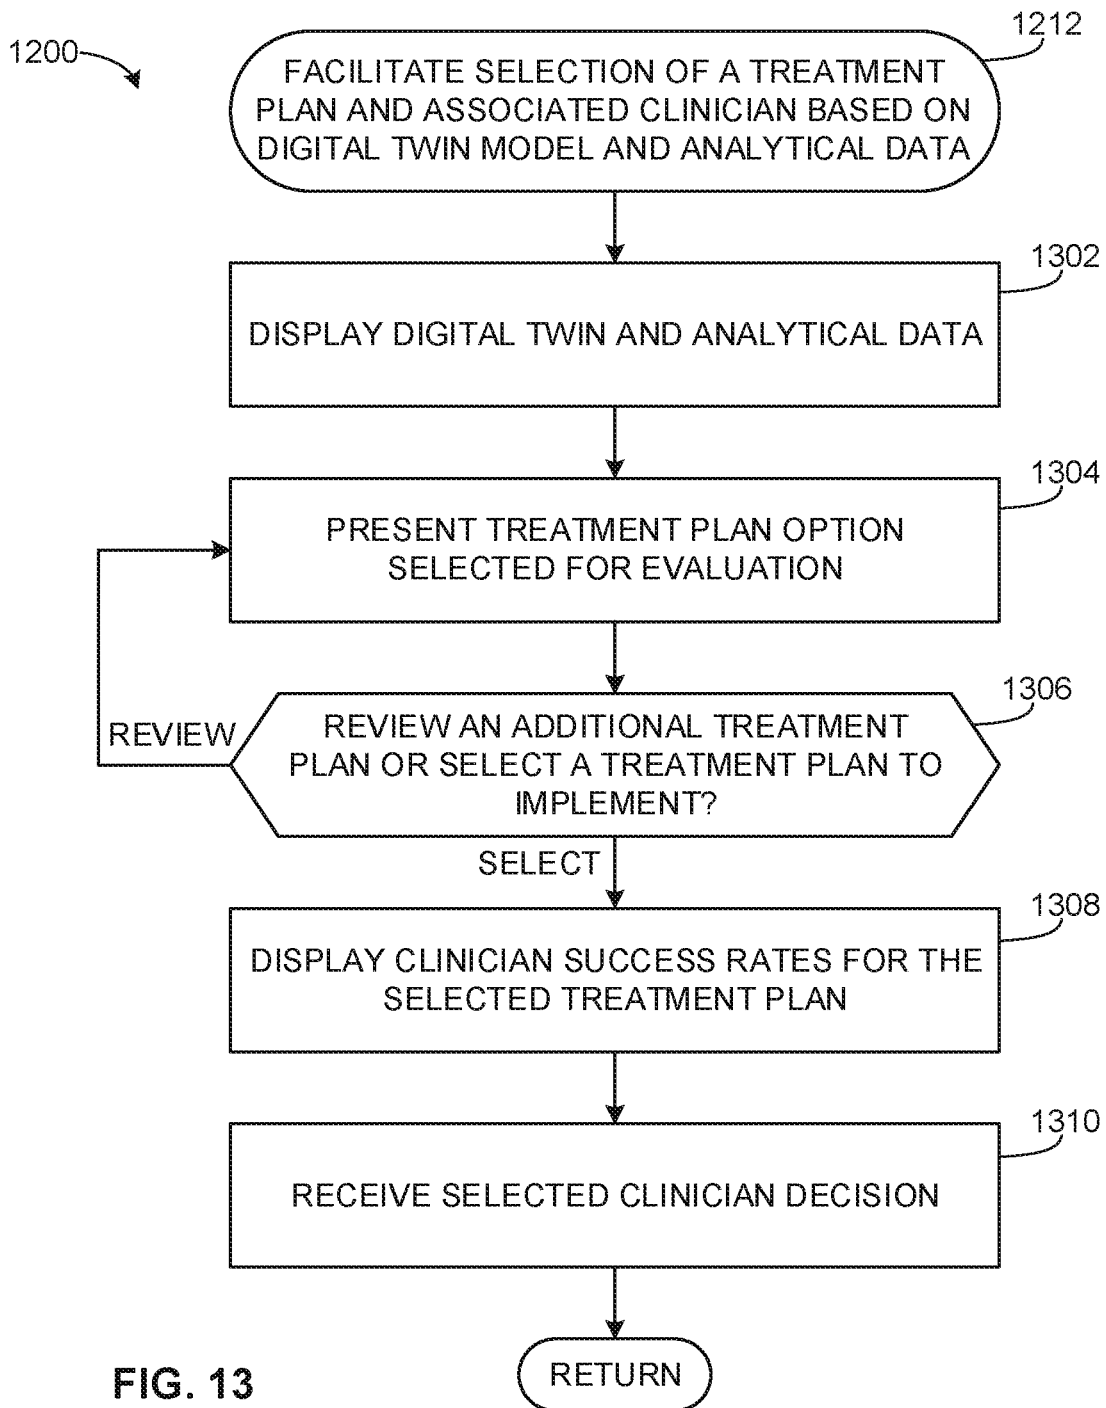 1200
1212
FACILITATE SELECTION OF A TREATMENT
PLAN AND ASSOCIATED CLINICIAN BASED ON
DIGITAL TWIN MODEL AND ANALYTICAL DATA
1302
DISPLAY DIGITAL TWIN AND ANALYTICAL DATA
1304
PRESENT TREATMENT PLAN OPTION
SELECTED FOR EVALUATION
1306
REVIEW
REVIEW AN ADDITIONAL TREATMENT
PLAN OR SELECT A TREATMENT PLAN TO
IMPLEMENT?
SELECT
1308
DISPLAY CLINICIAN SUCCESS RATES FOR THE
SELECTED TREATMENT PLAN
1310
RECEIVE SELECTED CLINICIAN DECISION
RETURN
FIG. 13